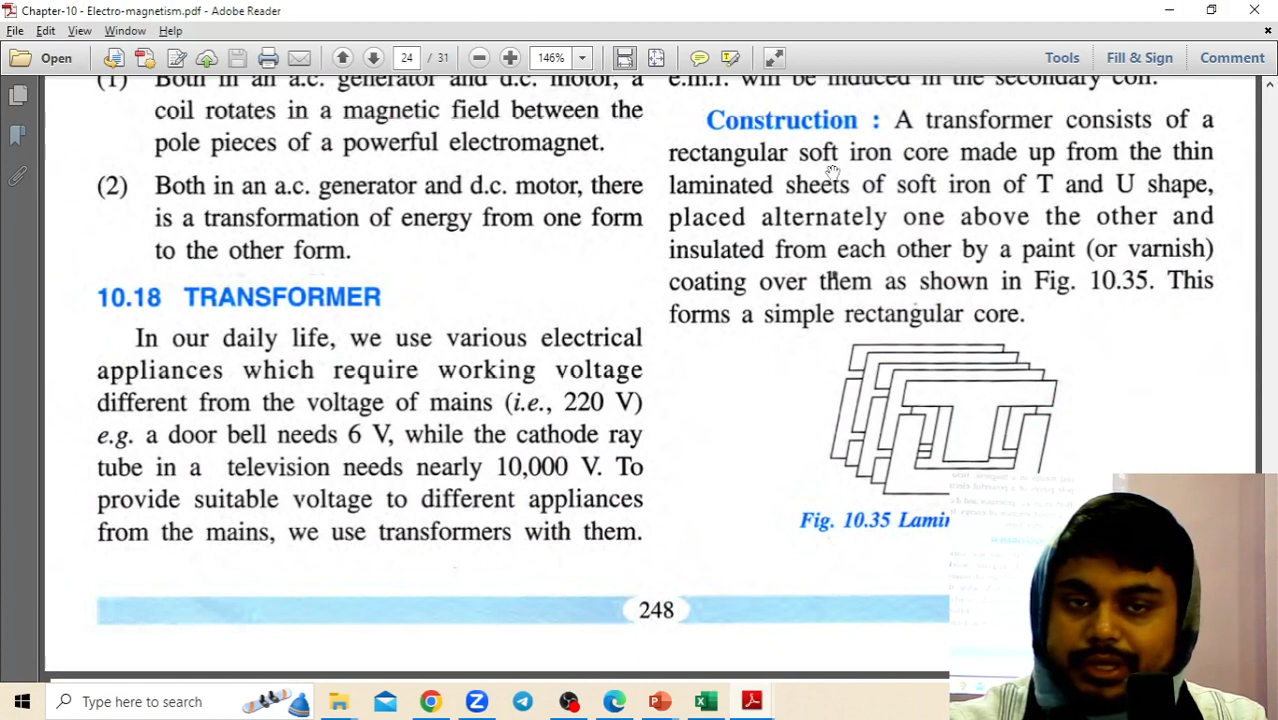 Chapter-10 - Electro-magnetism.pdf - Adobe Reader
File Edit View Window Help
Open 24 / 31 146% Tools Fill & Sign Comment
(1) Both in an a.c. generator and d.c. motor, a
coil rotates in a magnetic field between the
pole pieces of a powerful electromagnet.
(2) Both in an a.c. generator and d.c. motor, there
is a transformation of energy from one form
to the other form.
10.18 TRANSFORMER
In our daily life, we use various electrical
appliances which require working voltage
different from the voltage of mains (i.e., 220 V)
e.g. a door bell needs 6 V, while the cathode ray
tube in a television needs nearly 10,000 V. To
provide suitable voltage to different appliances
from the mains, we use transformers with them.
e.m.f. will be induced in the secondary coil.
Construction : A transformer consists of a
rectangular soft iron core made up from the thin
laminated sheets of soft iron of T and U shape,
placed alternately one above the other and
insulated from each other by a paint (or varnish)
coating over them as shown in Fig. 10.35. This
forms a simple rectangular core.
Fig. 10.35 Lamin
248
Type here to search